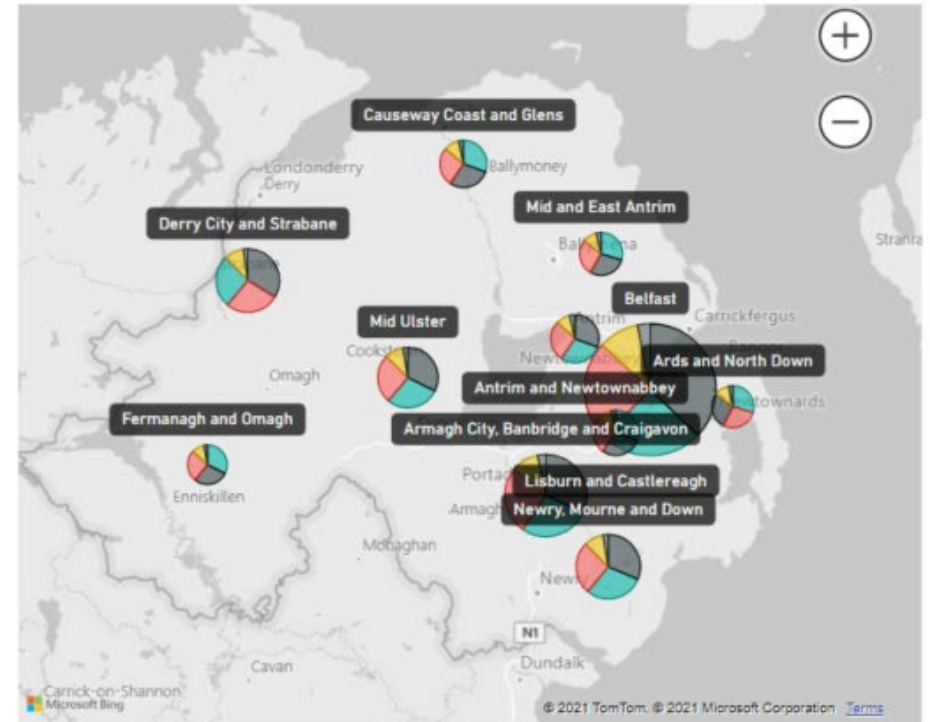 +
Causeway Coast and Glens
−
Londonderry
Derry
Ballymoney
Mid and East Antrim
Derry City and Strabane
Stranra
Belfast
Mid Ulster
Antrim
Carrickfergus
Cookst
Ards and North Down
Omagh
Antrim and Newtownabbey
Fermanagh and Omagh
Armagh City, Banbridge and Craigavon
Enniskillen
Lisburn and Castlereagh
Armagh
Newry, Mourne and Down
Monaghan
N1
Dundalk
Cavan
Carrick-on-Shannon
Microsoft Bing
© 2021 TomTom, © 2021 Microsoft Corporation Terms